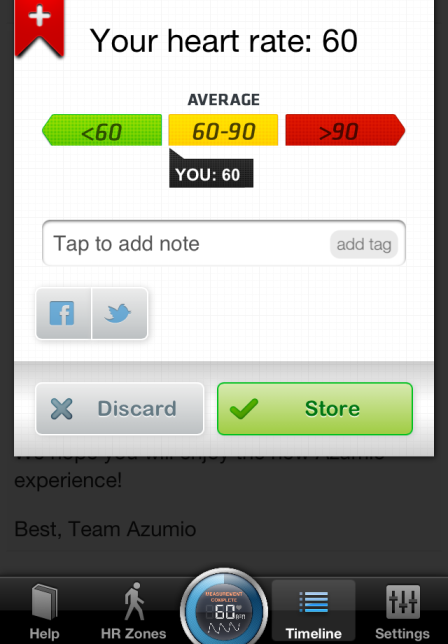 Your heart rate: 60
AVERAGE
<60
60-90
>90
YOU: 60
Tap to add note
add tag
Discard
Store
We hope you will enjoy the new Azumio
experience!
Best, Team Azumio
MEASUREMENT
COMPLETE
60
BPM
Help
HR Zones
Timeline
Settings